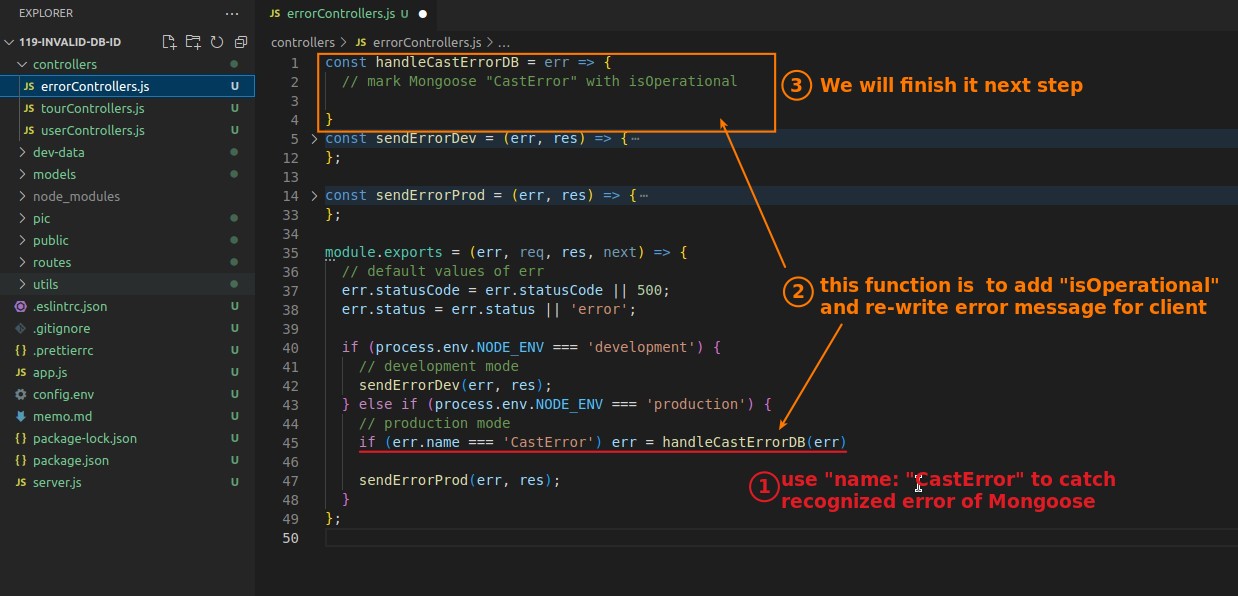 EXPLORER
...
JS errorControllers.js U ●
119-INVALID-DB-ID
controllers > JS errorControllers.js > ...
controllers
JS errorControllers.js U
JS tourControllers.js U
JS userControllers.js U
dev-data
models
node_modules
pic
public
routes
utils
.eslintrc.json U
.gitignore U
{} .prettierrc U
JS app.js U
config.env U
memo.md U
{} package-lock.json U
{} package.json U
JS server.js U
1 const handleCastErrorDB = err => {
2 // mark Mongoose "CastError" with isOperational
3
4 }
5 const sendErrorDev = (err, res) => {…
12 };
13
14 const sendErrorProd = (err, res) => {…
33 };
34
35 module.exports = (err, req, res, next) => {
36 // default values of err
37 err.statusCode = err.statusCode || 500;
38 err.status = err.status || 'error';
39
40 if (process.env.NODE_ENV === 'development') {
41 // development mode
42 sendErrorDev(err, res);
43 } else if (process.env.NODE_ENV === 'production') {
44 // production mode
45 if (err.name === 'CastError') err = handleCastErrorDB(err)
46
47 sendErrorProd(err, res);
48 }
49 };
50
③ We will finish it next step
② this function is to add "isOperational"
and re-write error message for client
① use "name: "CastError" to catch
recognized error of Mongoose